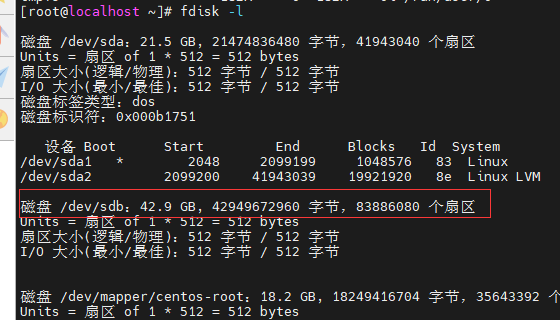 [root@localhost ~]# fdisk -l
磁盘 /dev/sda：21.5 GB, 21474836480 字节，41943040 个扇区
Units = 扇区 of 1 * 512 = 512 bytes
扇区大小(逻辑/物理)：512 字节 / 512 字节
I/O 大小(最小/最佳)：512 字节 / 512 字节
磁盘标签类型：dos
磁盘标识符：0x000b1751
设备 Boot Start End Blocks Id System
/dev/sda1 * 2048 2099199 1048576 83 Linux
/dev/sda2 2099200 41943039 19921920 8e Linux LVM
磁盘 /dev/sdb：42.9 GB, 42949672960 字节，83886080 个扇区
Units = 扇区 of 1 * 512 = 512 bytes
扇区大小(逻辑/物理)：512 字节 / 512 字节
I/O 大小(最小/最佳)：512 字节 / 512 字节
磁盘 /dev/mapper/centos-root：18.2 GB, 18249416704 字节，35643392 个
Units = 扇区 of 1 * 512 = 512 bytes